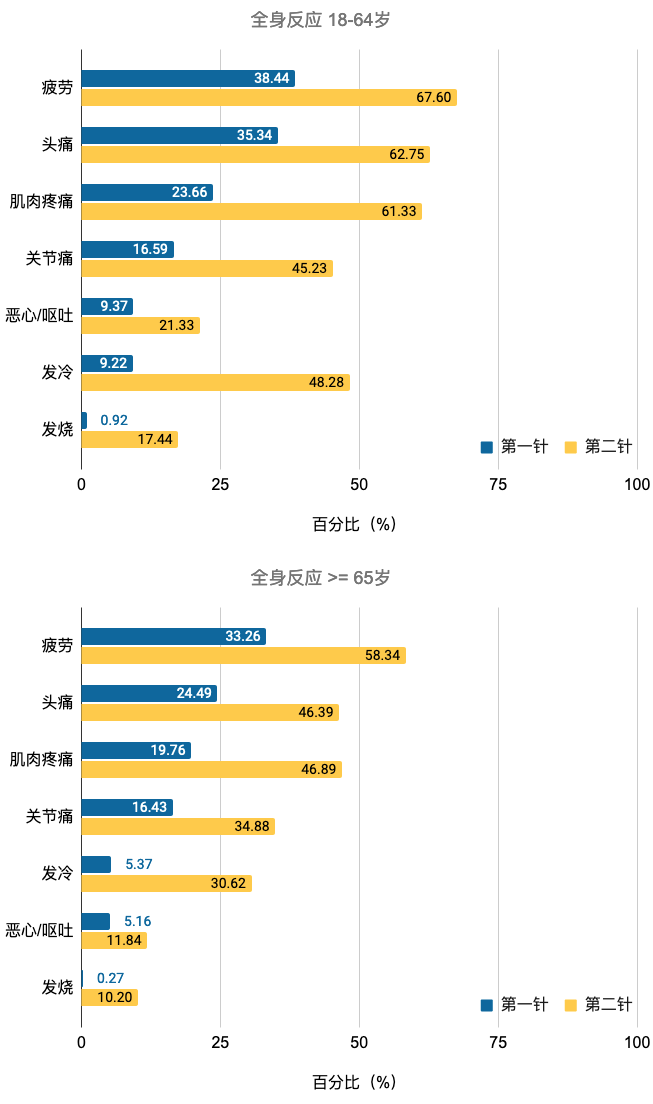 全身反应 18-64岁
疲劳 38.44
67.60
头痛 35.34
62.75
肌肉疼痛 23.66
61.33
关节痛 16.59
45.23
恶心/呕吐 9.37
21.33
发冷 9.22
48.28
发烧 0.92
17.44
第一针 第二针
0 25 50 75 100
百分比（%）
全身反应 >= 65岁
疲劳 33.26
58.34
头痛 24.49
46.39
肌肉疼痛 19.76
46.89
关节痛 16.43
34.88
发冷 5.37
30.62
恶心/呕吐 5.16
11.84
发烧 0.27
10.20
第一针 第二针
0 25 50 75 100
百分比（%）